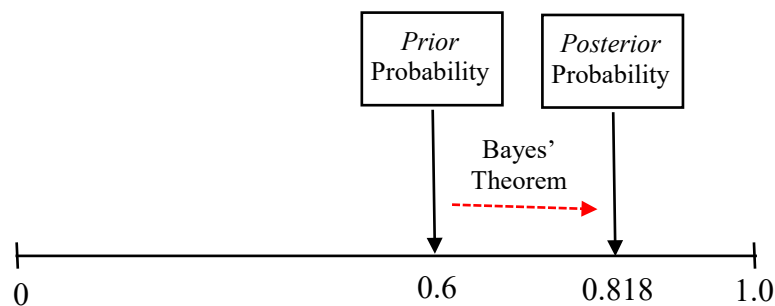 Prior
Probability
Posterior
Probability
Bayes’
Theorem
0
0.6
0.818
1.0